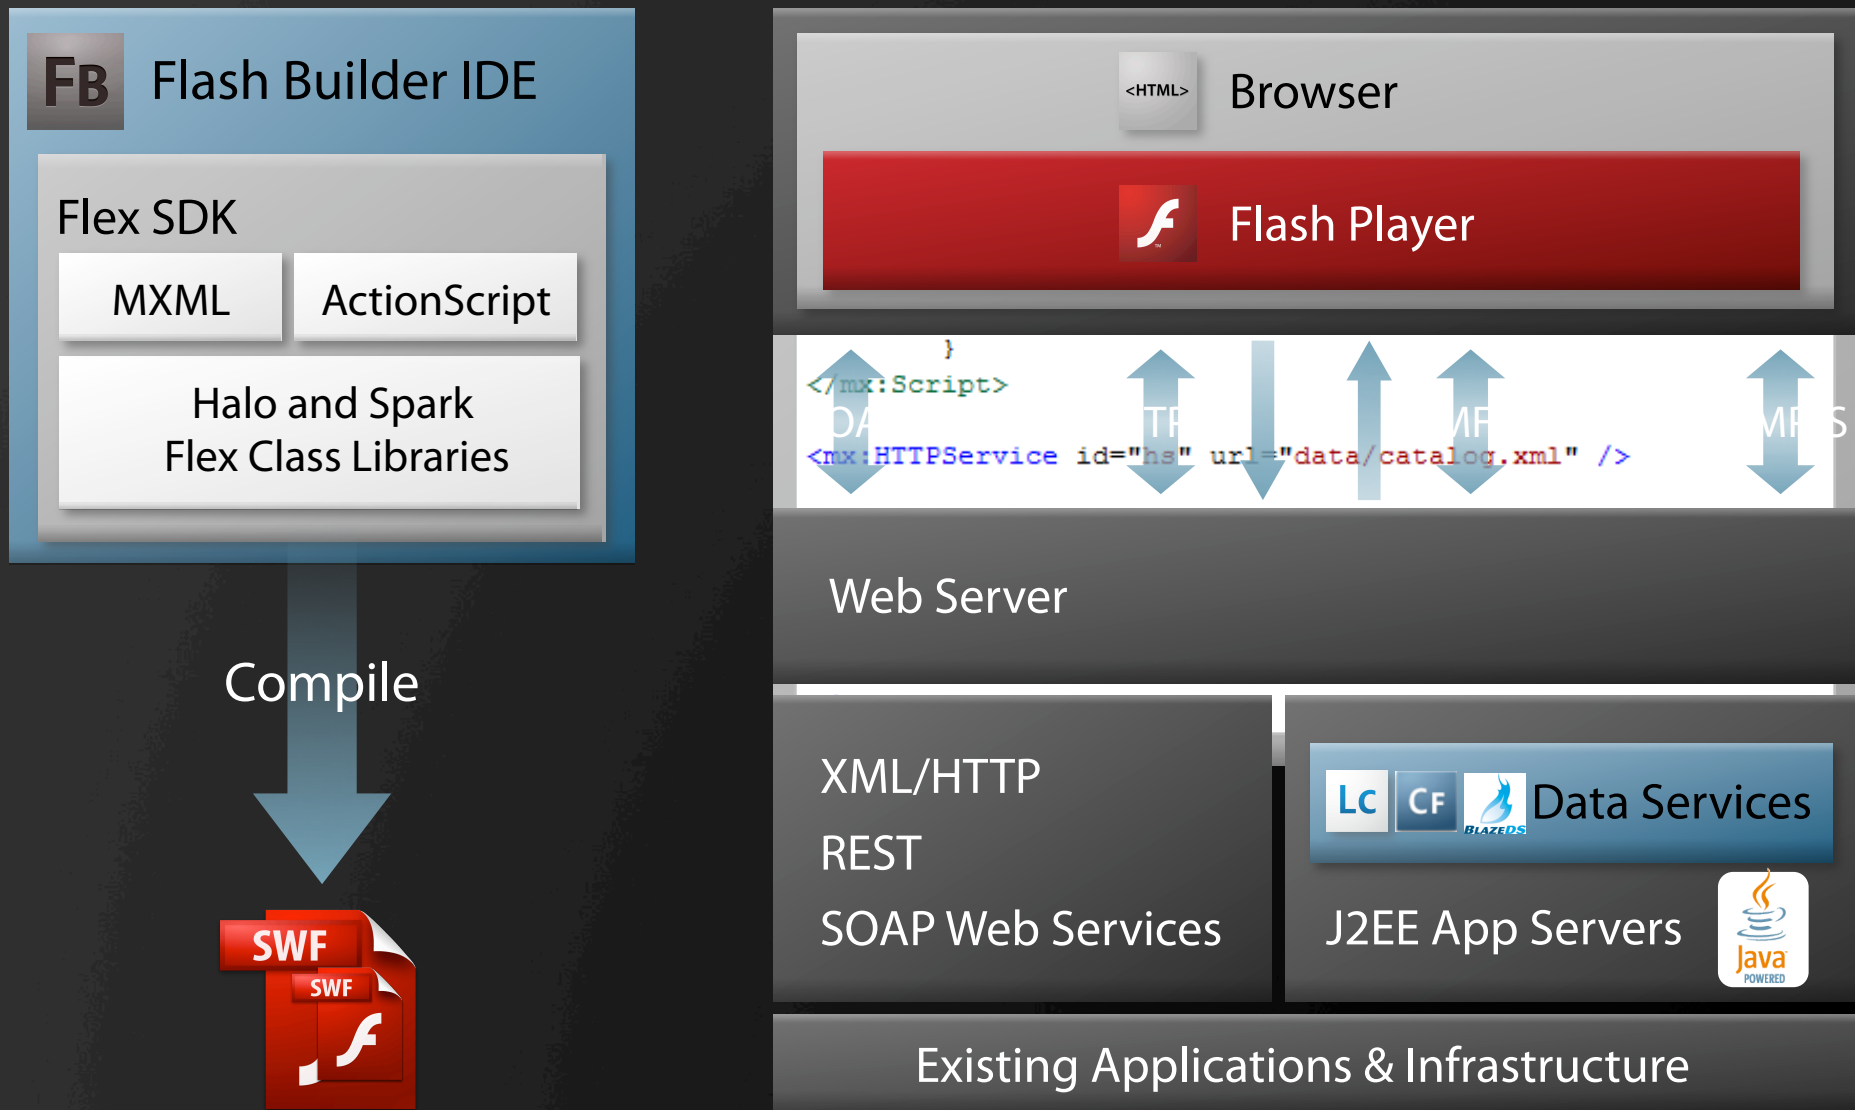 FB
Flash Builder IDE
Flex SDK
MXML
ActionScript
Halo and Spark
Flex Class Libraries
Compile
SWF
SWF
<HTML>
Browser
Flash Player
}
</mx:Script>
<mx:HTTPService id="hs" url="data/catalog.xml" />
Web Server
XML/HTTP
REST
SOAP Web Services
LC
CF
BLAZEDS
Data Services
J2EE App Servers
Java
POWERED
Existing Applications & Infrastructure